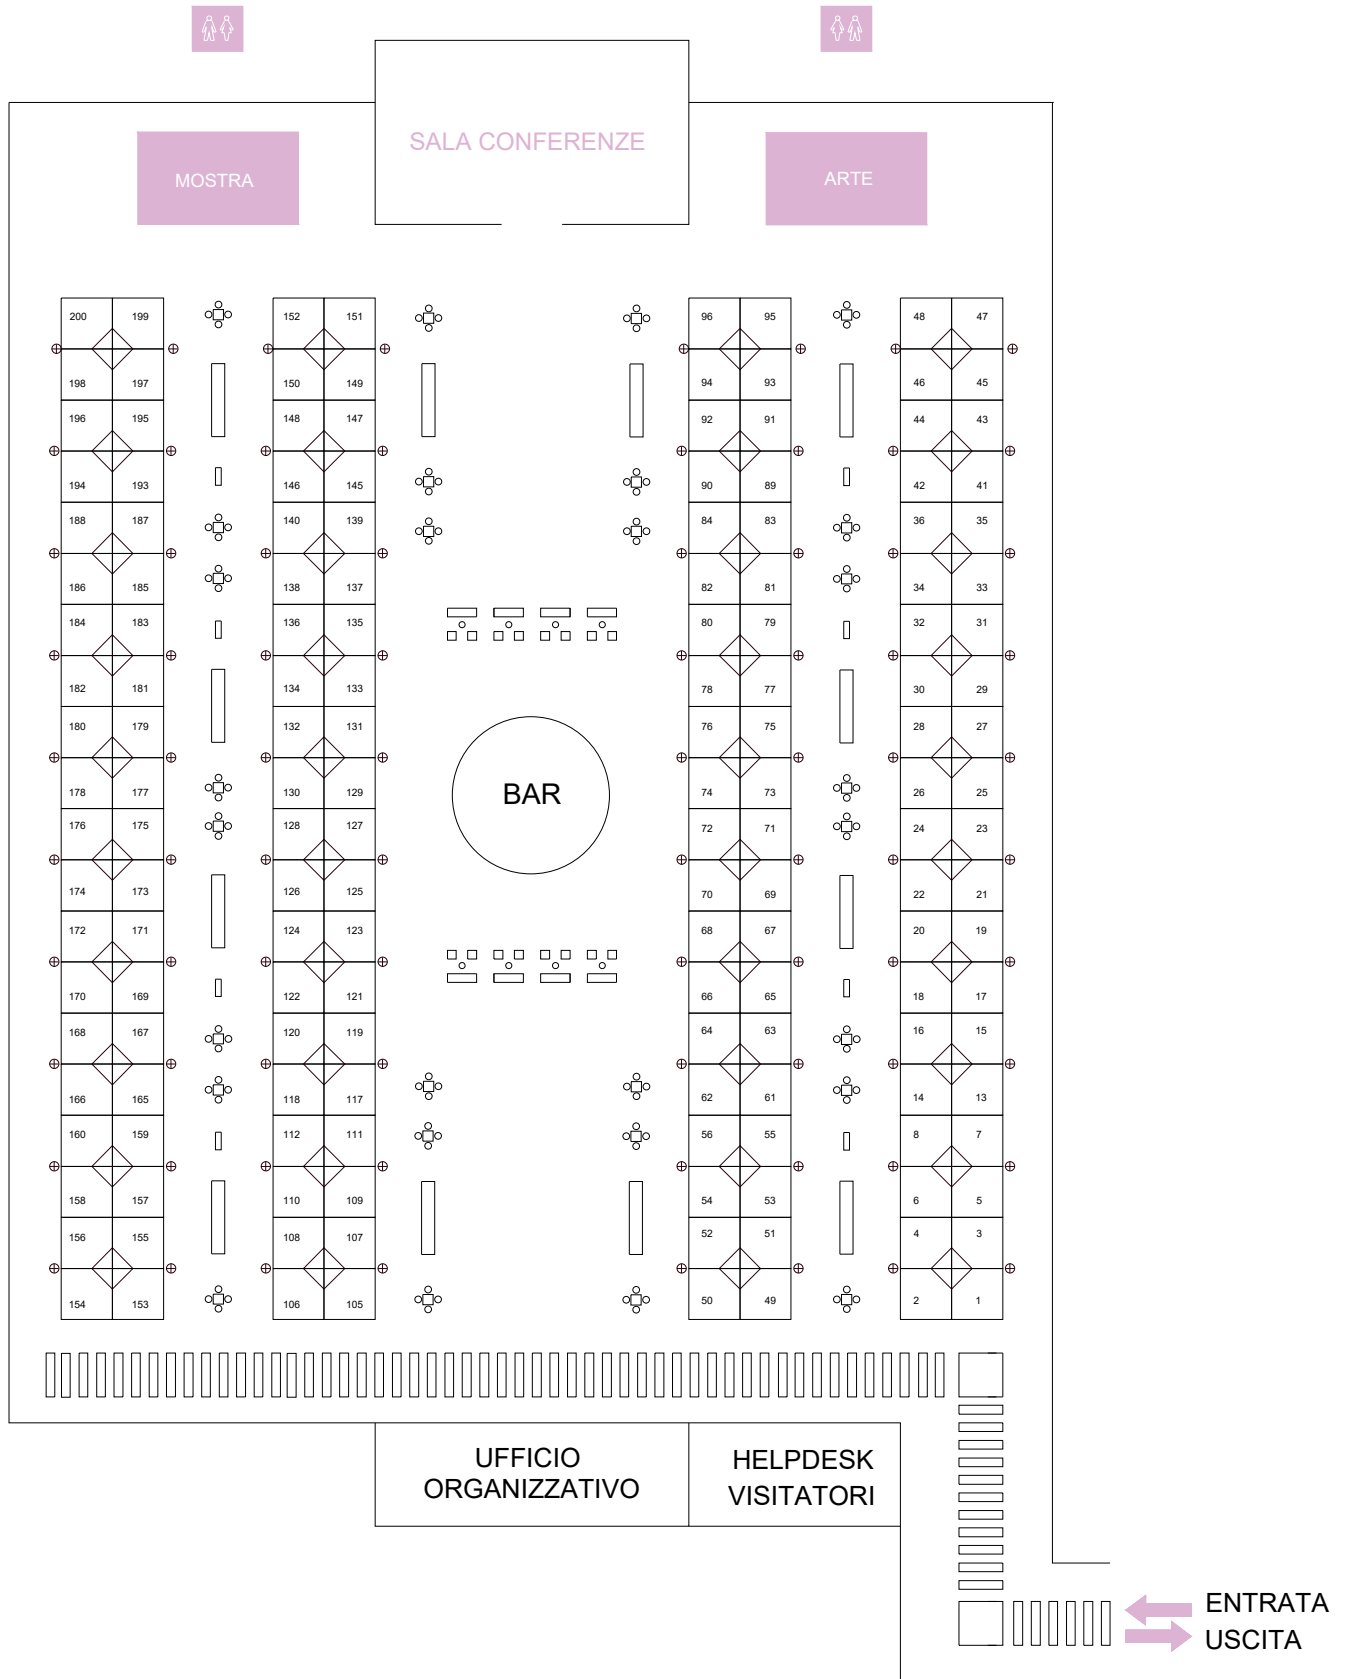 SALA CONFERENZE
MOSTRA
ARTE
200 199 152 151 96 95 48 47
198 197 150 149 94 93 46 45
196 195 148 147 92 91 44 43
194 193 146 145 90 89 42 41
188 187 140 139 84 83 36 35
186 185 138 137 82 81 34 33
184 183 136 135 80 79 32 31
182 181 134 133 78 77 30 29
180 179 132 131 76 75 28 27
178 177 130 129 74 73 26 25
BAR
176 175 128 127 72 71 24 23
174 173 126 125 70 69 22 21
172 171 124 123 68 67 20 19
170 169 122 121 66 65 18 17
168 167 120 119 64 63 16 15
166 165 118 117 62 61 14 13
160 159 112 111 56 55 8 7
158 157 110 109 54 53 6 5
156 155 108 107 52 51 4 3
154 153 106 105 50 49 2 1
UFFICIO
ORGANIZZATIVO
HELPDESK
VISITATORI
ENTRATA
USCITA